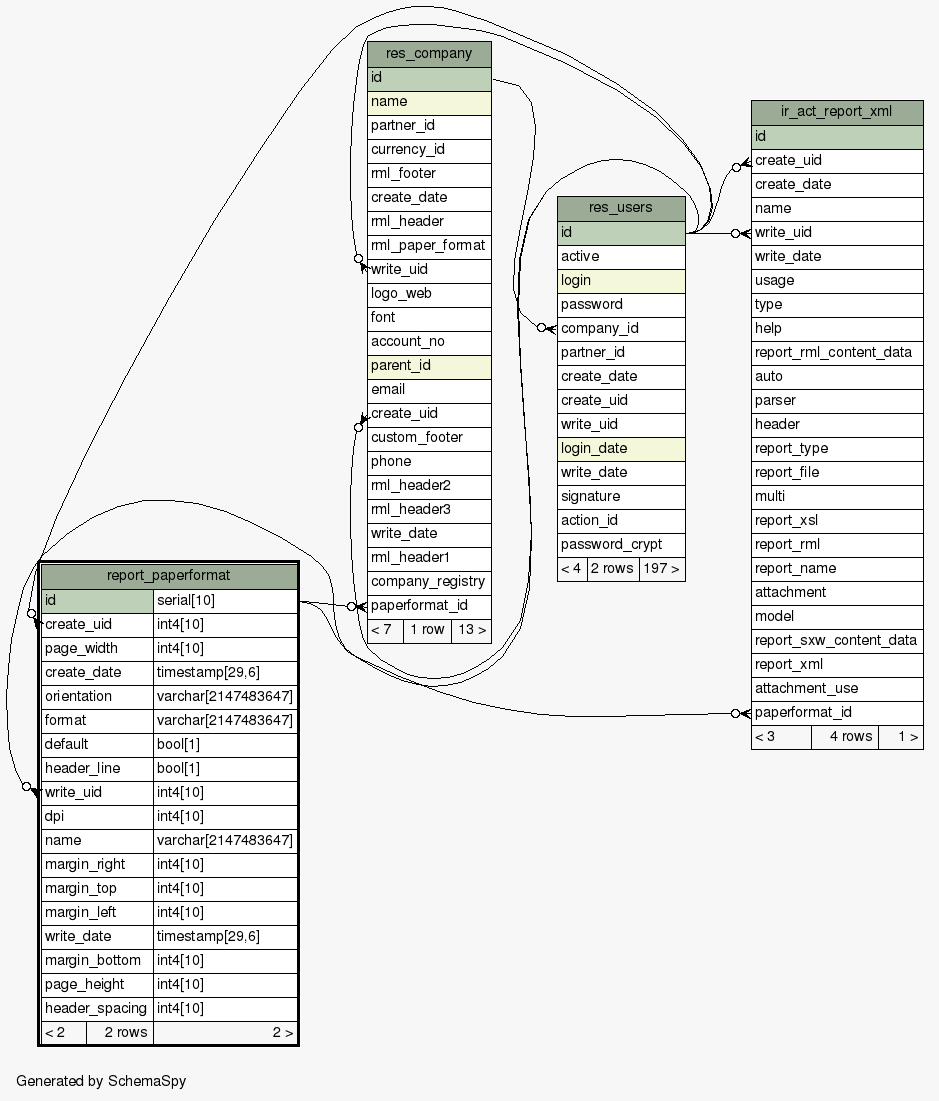 res_company
id
name
partner_id
currency_id
rml_footer
create_date
rml_header
rml_paper_format
write_uid
logo_web
font
account_no
parent_id
email
create_uid
custom_footer
phone
rml_header2
rml_header3
write_date
rml_header1
company_registry
paperformat_id
< 7 1 row 13 >
res_users
id
active
login
password
company_id
partner_id
create_date
create_uid
write_uid
login_date
write_date
signature
action_id
password_crypt
< 4 2 rows 197 >
ir_act_report_xml
id
create_uid
create_date
name
write_uid
write_date
usage
type
help
report_rml_content_data
auto
parser
header
report_type
report_file
multi
report_xsl
report_rml
report_name
attachment
model
report_sxw_content_data
report_xml
attachment_use
paperformat_id
< 3 4 rows 1 >
report_paperformat
id serial[10]
create_uid int4[10]
page_width int4[10]
create_date timestamp[29,6]
orientation varchar[2147483647]
format varchar[2147483647]
default bool[1]
header_line bool[1]
write_uid int4[10]
dpi int4[10]
name varchar[2147483647]
margin_right int4[10]
margin_top int4[10]
margin_left int4[10]
write_date timestamp[29,6]
margin_bottom int4[10]
page_height int4[10]
header_spacing int4[10]
< 2 2 rows 2 >
Generated by SchemaSpy